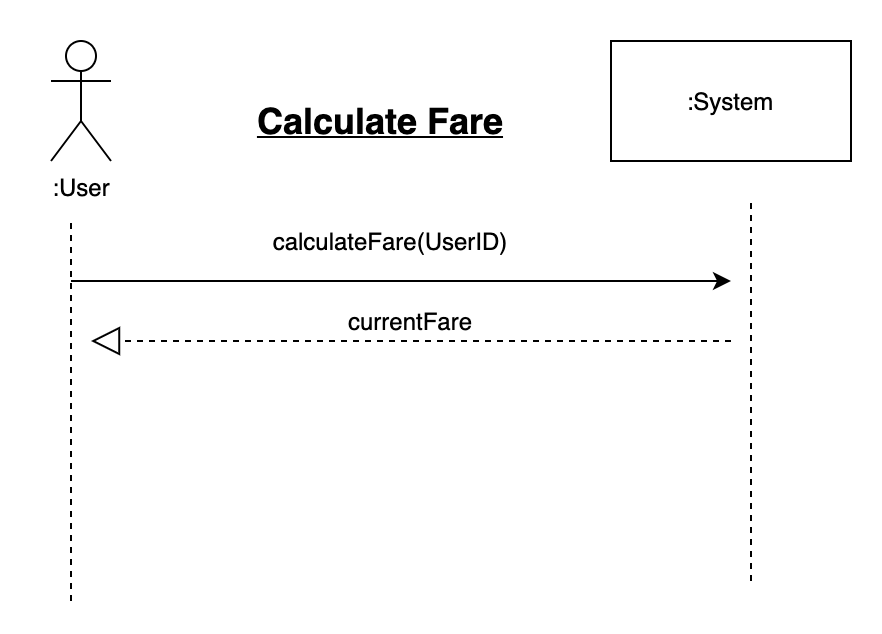 Calculate Fare
:System
:User
calculateFare(UserID)
currentFare